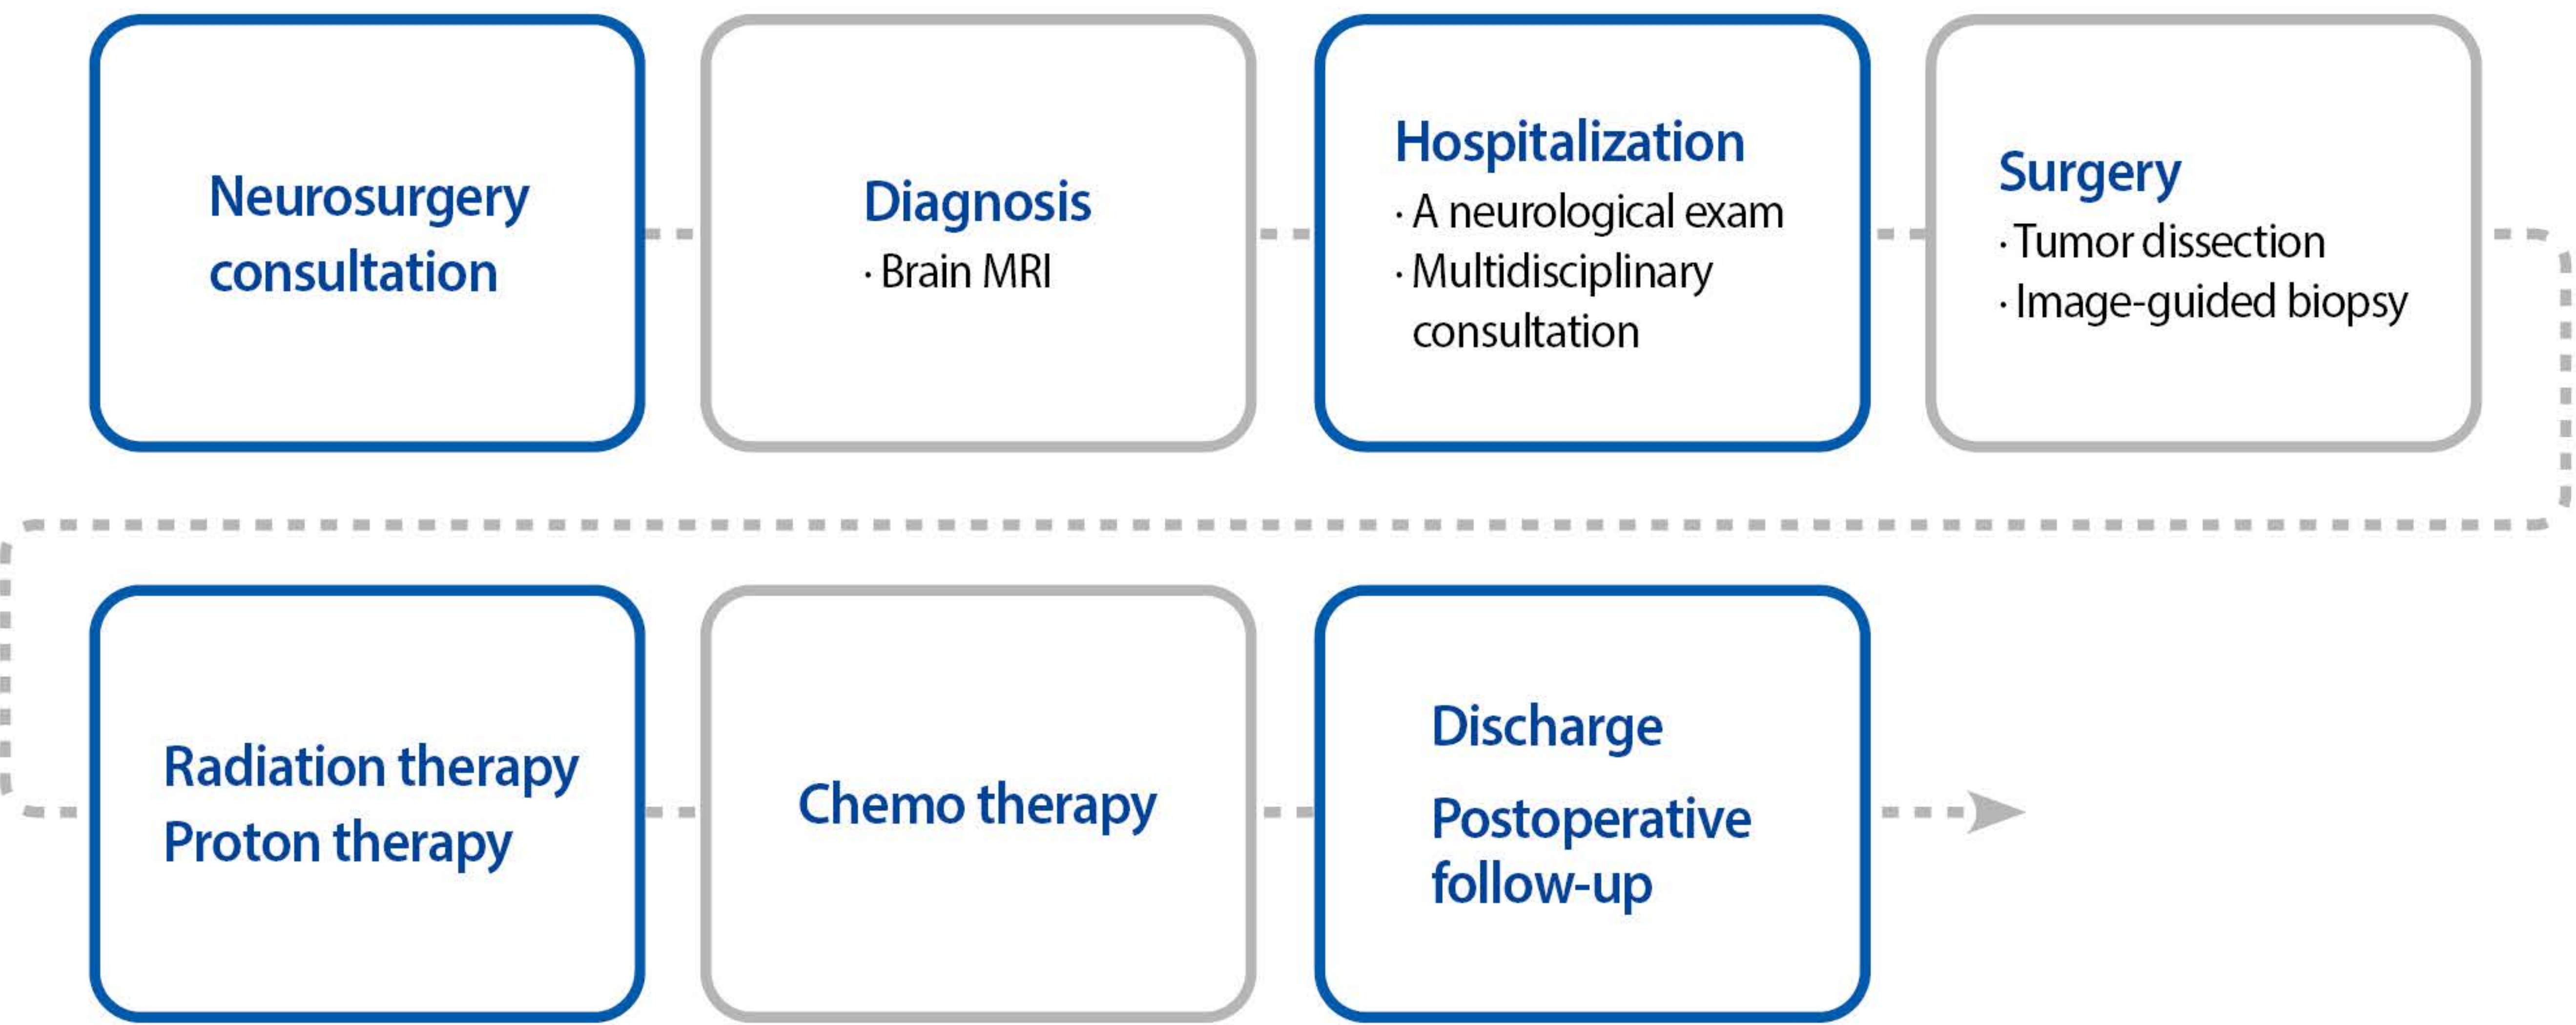 Neurosurgery
consultation
Diagnosis
· Brain MRI
Hospitalization
· A neurological exam
· Multidisciplinary
consultation
Surgery
· Tumor dissection
· Image-guided biopsy
Radiation therapy
Proton therapy
Chemo therapy
Discharge
Postoperative
follow-up